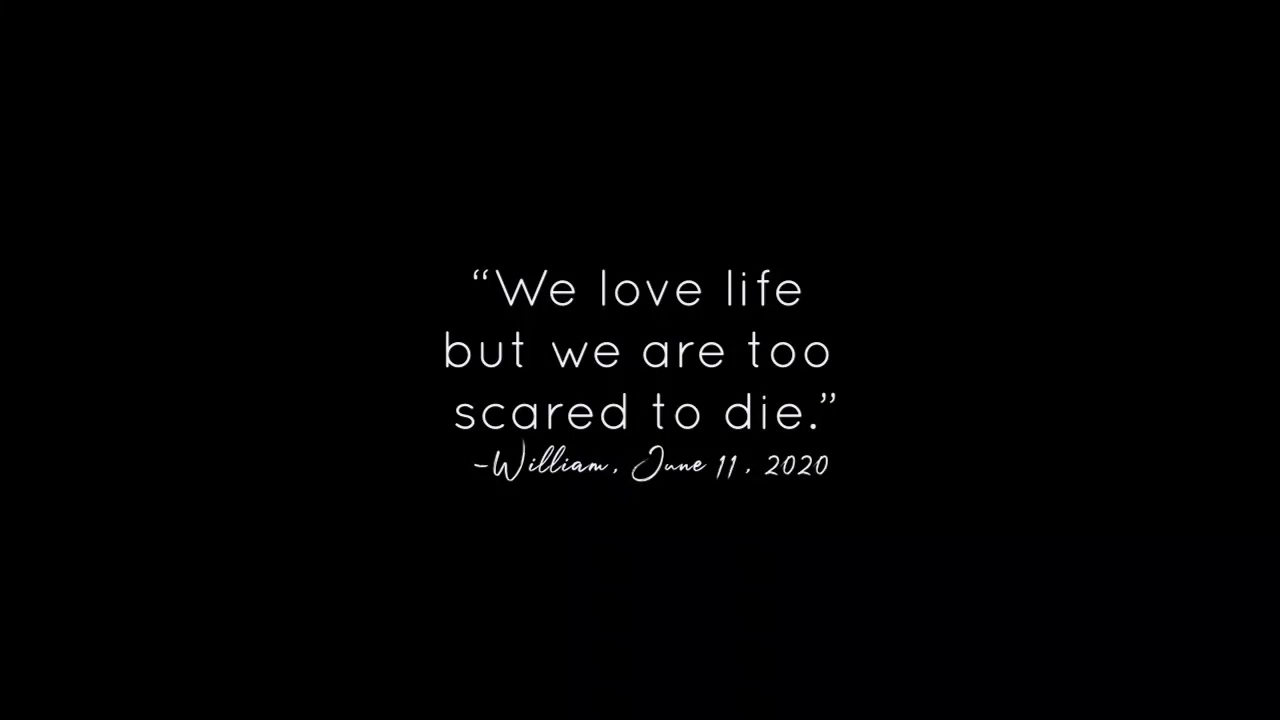 “We love life
but we are too
scared to die.”
-William, June 11, 2020